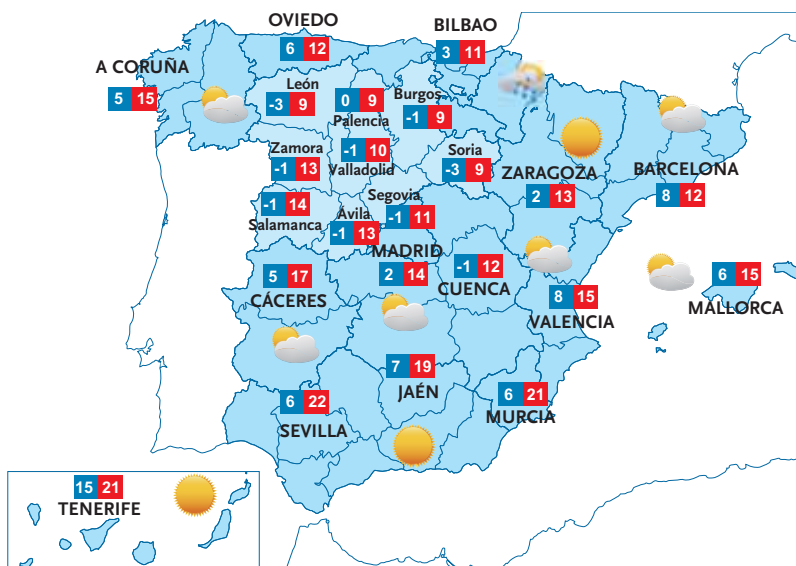 OVIEDO
6 12
BILBAO
3 11
A CORUÑA
5 15
León
-3 9
0 9
Palencia
Burgos
-1 9
Zamora
-1 13
-1 10
Valladolid
Soria
-3 9
ZARAGOZA
2 13
BARCELONA
8 12
-1 14
Salamanca
Ávila
-1 13
Segovia
-1 11
MADRID
2 14
-1 12
CUENCA
5 17
CÁCERES
8 15
VALENCIA
6 15
MALLORCA
7 19
JAÉN
6 21
MURCIA
6 22
SEVILLA
15 21
TENERIFE